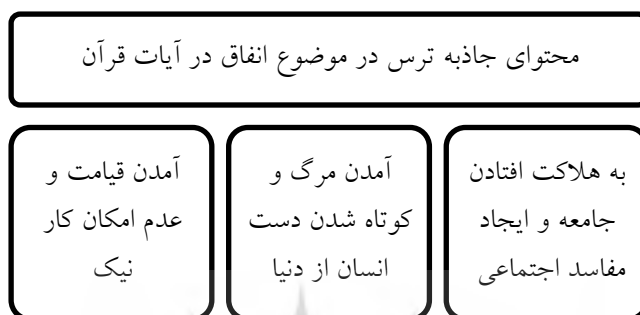 محتوای جاذبه ترس در موضوع انفاق در آیات قرآن
به هلاکت افتادن
جامعه و ایجاد
مفاسد اجتماعی
آمدن مرگ و
کوتاه شدن دست
انسان از دنیا
آمدن قیامت و
عدم امکان کار
نیک